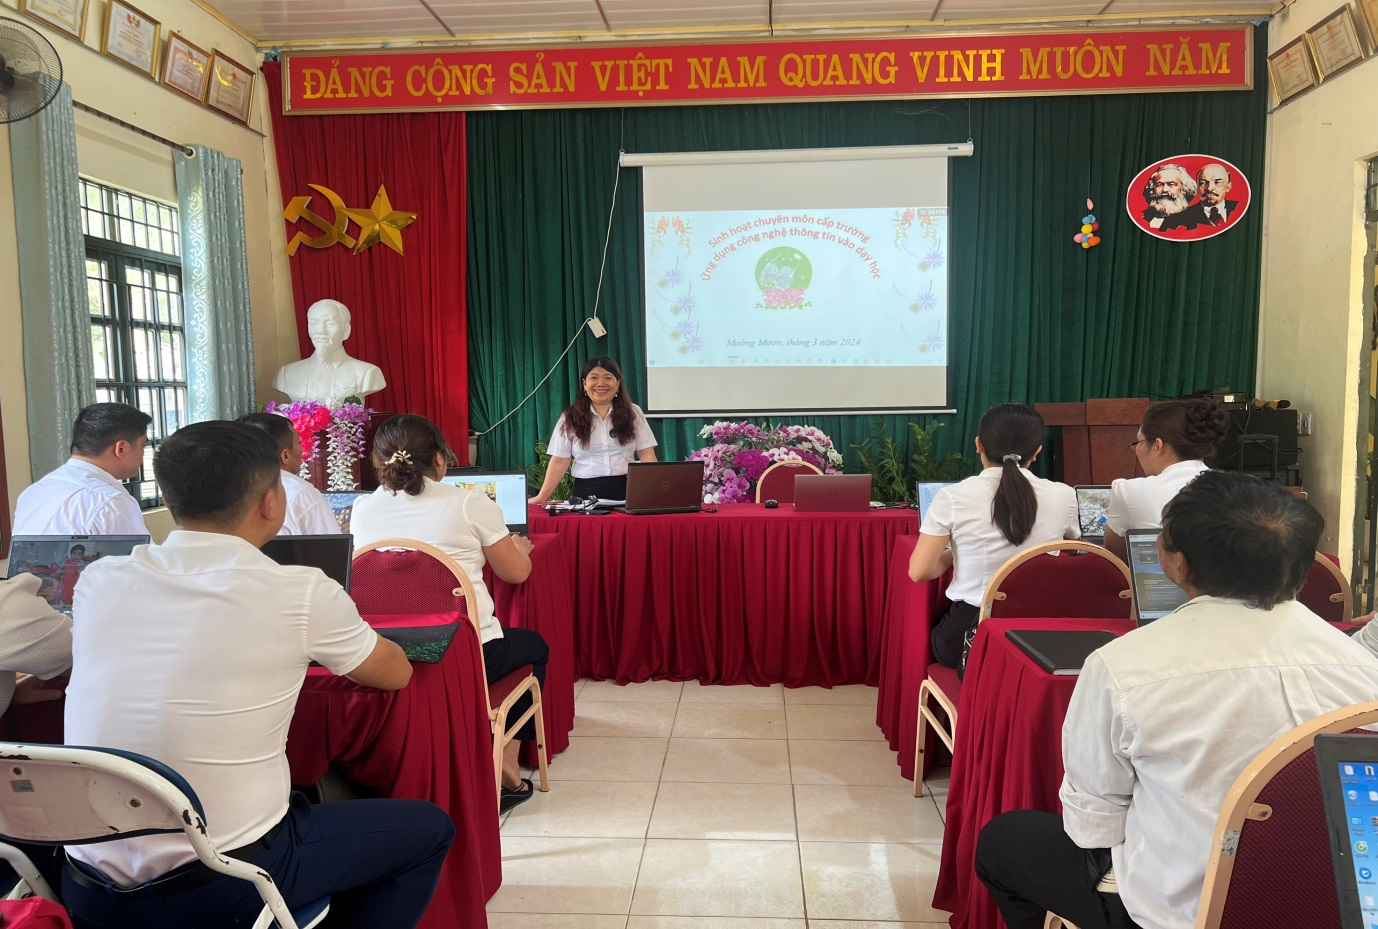 ĐẢNG CỘNG SẢN VIỆT NAM QUANG VINH MUÔN NĂM
Sinh hoạt chuyên môn cấp trường
Ứng dụng công nghệ thông tin vào dạy học
Mường Mươn, tháng 3 năm 2024